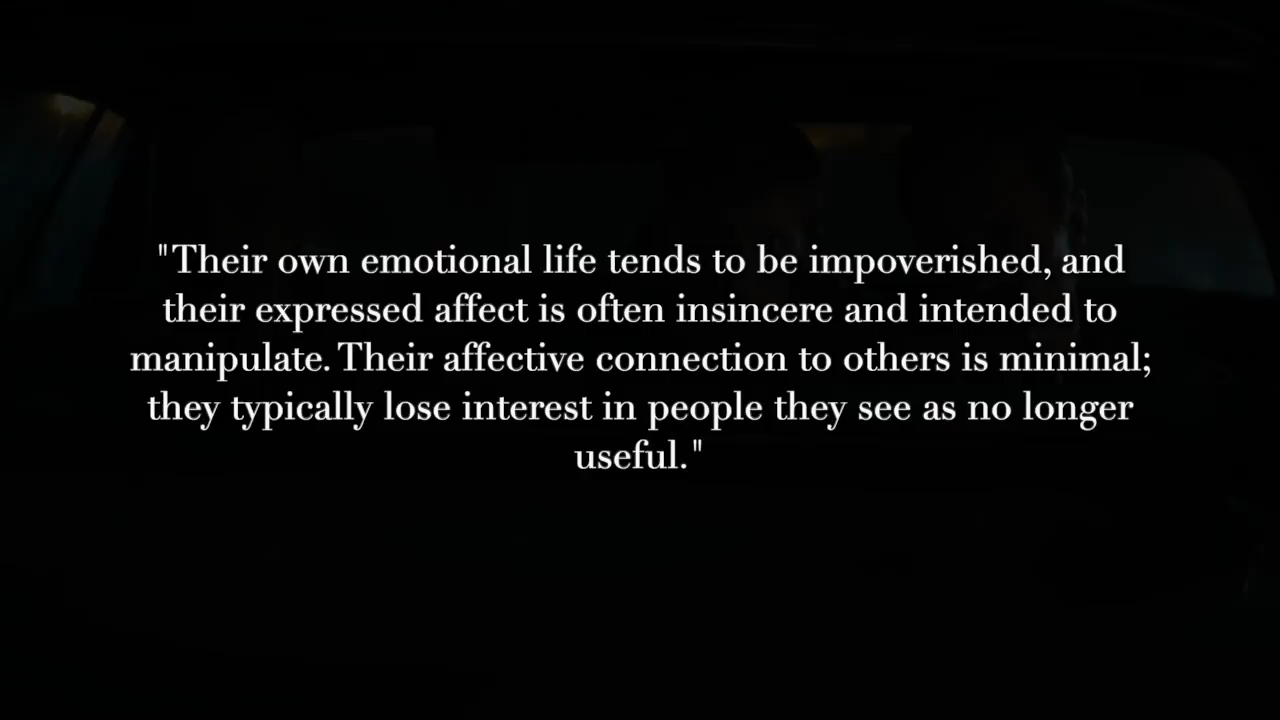 "Their own emotional life tends to be impoverished, and
their expressed affect is often insincere and intended to
manipulate. Their affective connection to others is minimal;
they typically lose interest in people they see as no longer
useful."